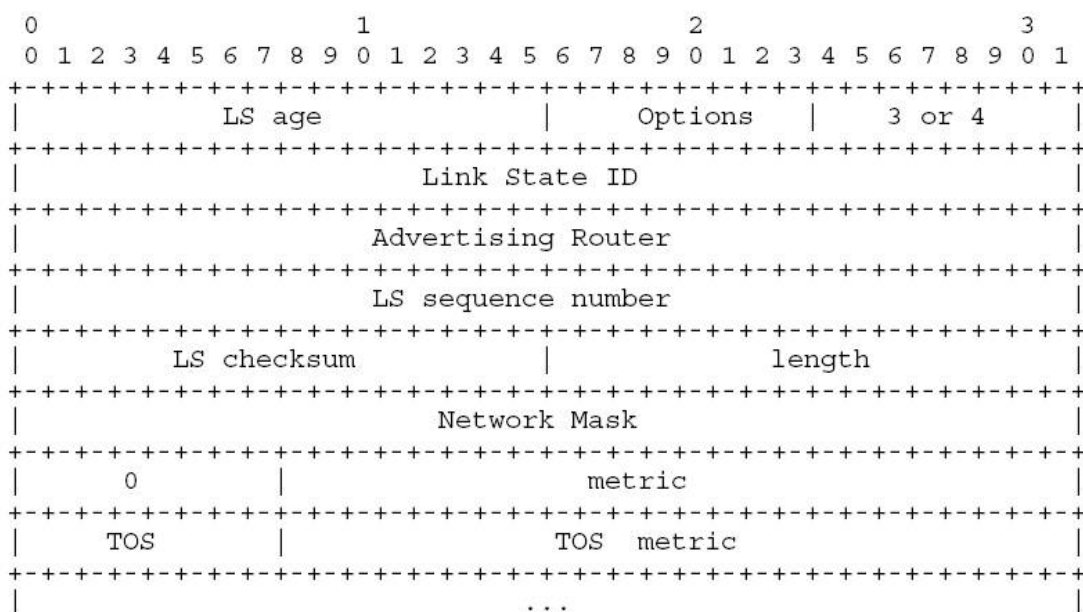 0                   1                   2                   3
0 1 2 3 4 5 6 7 8 9 0 1 2 3 4 5 6 7 8 9 0 1 2 3 4 5 6 7 8 9 0 1
+-+-+-+-+-+-+-+-+-+-+-+-+-+-+-+-+-+-+-+-+-+-+-+-+-+-+-+-+-+-+-+-+
| LS age | Options | 3 or 4 |
+-+-+-+-+-+-+-+-+-+-+-+-+-+-+-+-+-+-+-+-+-+-+-+-+-+-+-+-+-+-+-+-+
| Link State ID |
+-+-+-+-+-+-+-+-+-+-+-+-+-+-+-+-+-+-+-+-+-+-+-+-+-+-+-+-+-+-+-+-+
| Advertising Router |
+-+-+-+-+-+-+-+-+-+-+-+-+-+-+-+-+-+-+-+-+-+-+-+-+-+-+-+-+-+-+-+-+
| LS sequence number |
+-+-+-+-+-+-+-+-+-+-+-+-+-+-+-+-+-+-+-+-+-+-+-+-+-+-+-+-+-+-+-+-+
| LS checksum | length |
+-+-+-+-+-+-+-+-+-+-+-+-+-+-+-+-+-+-+-+-+-+-+-+-+-+-+-+-+-+-+-+-+
| Network Mask |
+-+-+-+-+-+-+-+-+-+-+-+-+-+-+-+-+-+-+-+-+-+-+-+-+-+-+-+-+-+-+-+-+
| 0 | metric |
+-+-+-+-+-+-+-+-+-+-+-+-+-+-+-+-+-+-+-+-+-+-+-+-+-+-+-+-+-+-+-+-+
| TOS | TOS metric |
+-+-+-+-+-+-+-+-+-+-+-+-+-+-+-+-+-+-+-+-+-+-+-+-+-+-+-+-+-+-+-+-+
| ... |